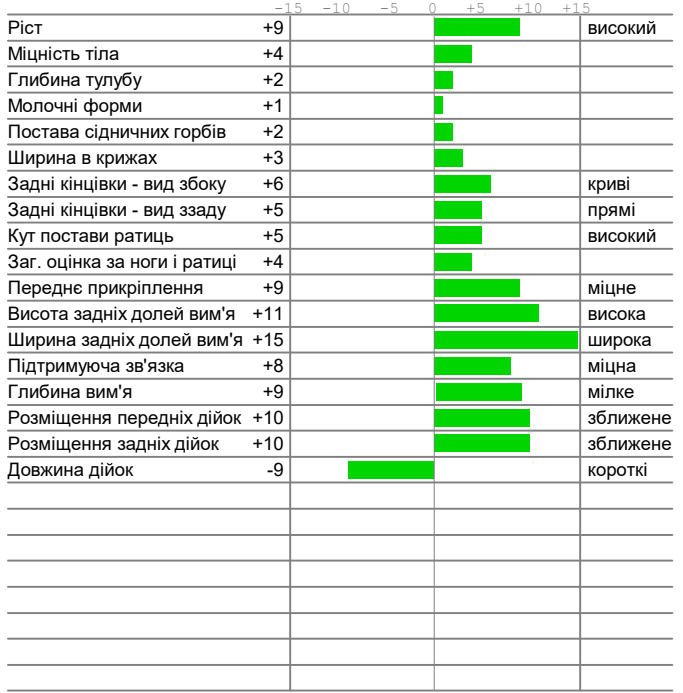 -15 -10 -5 0 +5 +10 +15
Ріст +9 високий
Міцність тіла +4
Глибина тулубу +2
Молочні форми +1
Постава сідничних горбів +2
Ширина в крижах +3
Задні кінцівки - вид збоку +6 криві
Задні кінцівки - вид ззаду +5 прямі
Кут постави ратиць +5 високий
Заг. оцінка за ноги і ратиці +4
Переднє прикріплення +9 міцне
Висота задніх долей вим'я +11 висока
Ширина задніх долей вим'я +15 широка
Підтримуюча зв'язка +8 міцна
Глибина вим'я +9 мілке
Розміщення передніх дійок +10 зближене
Розміщення задніх дійок +10 зближене
Довжина дійок -9 короткі